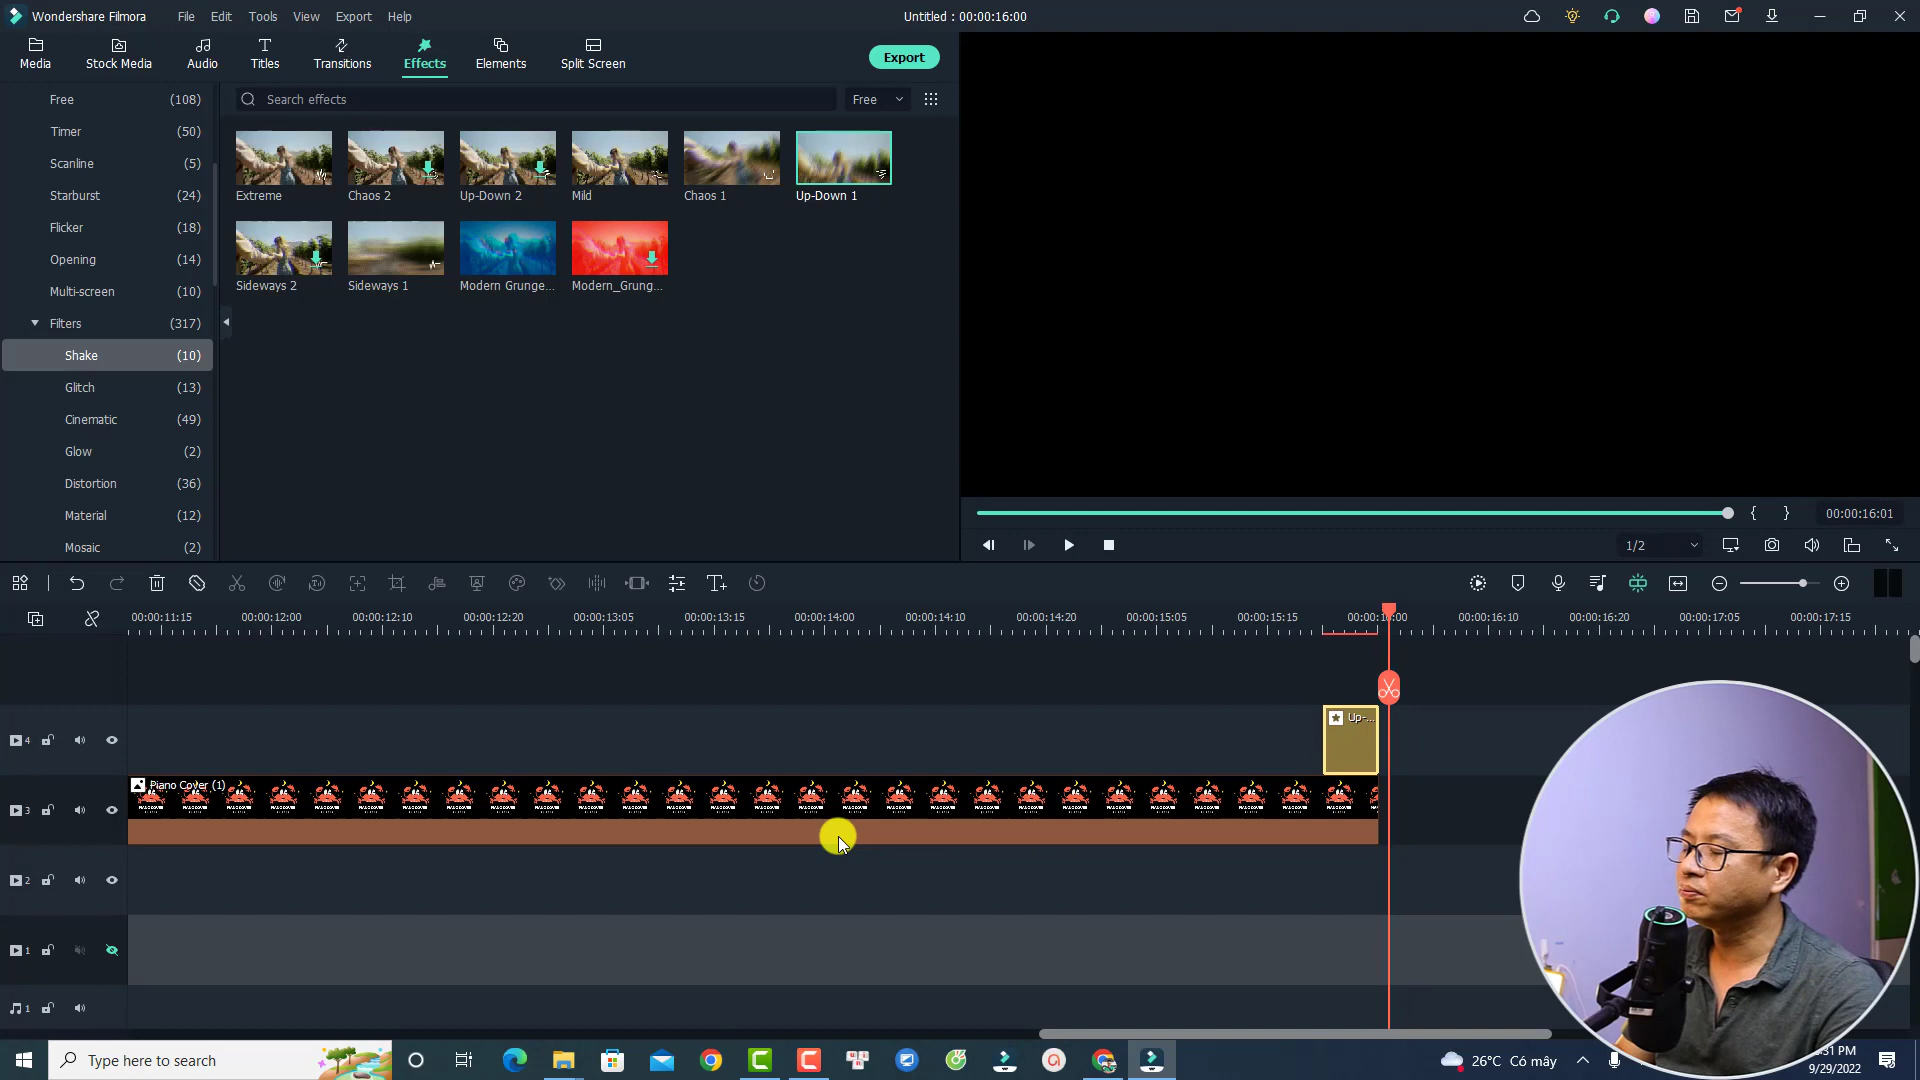 Wondershare Filmora
File Edit Tools View Export Help
Untitled : 00:00:16:00
Media
Stock Media
Audio
Titles
Transitions
Effects
Elements
Split Screen
Export
Free (108)
Timer (50)
Scanline (5)
Starburst (24)
Flicker (18)
Opening (14)
Multi-screen (10)
Filters (317)
Shake (10)
Glitch (13)
Cinematic (49)
Glow (2)
Distortion (36)
Material (12)
Mosaic (2)
Search effects
Free
Extreme
Chaos 2
Up-Down 2
Mild
Chaos 1
Up-Down 1
Sideways 2
Sideways 1
Modern Grunge...
Modern_Grung...
{ } 00:00:16:01
1/2
00:00:11:15 00:00:12:00 00:00:12:10 00:00:12:20 00:00:13:05 00:00:13:15 00:00:14:00 00:00:14:10 00:00:14:20 00:00:15:05 00:00:15:15 00:00:16:00 00:00:16:10 00:00:16:20 00:00:17:05 00:00:17:15
4
Up-...
3
Piano Cover (1)
2
1
1
Type here to search
26°C Có mây
:31 PM
9/29/2022